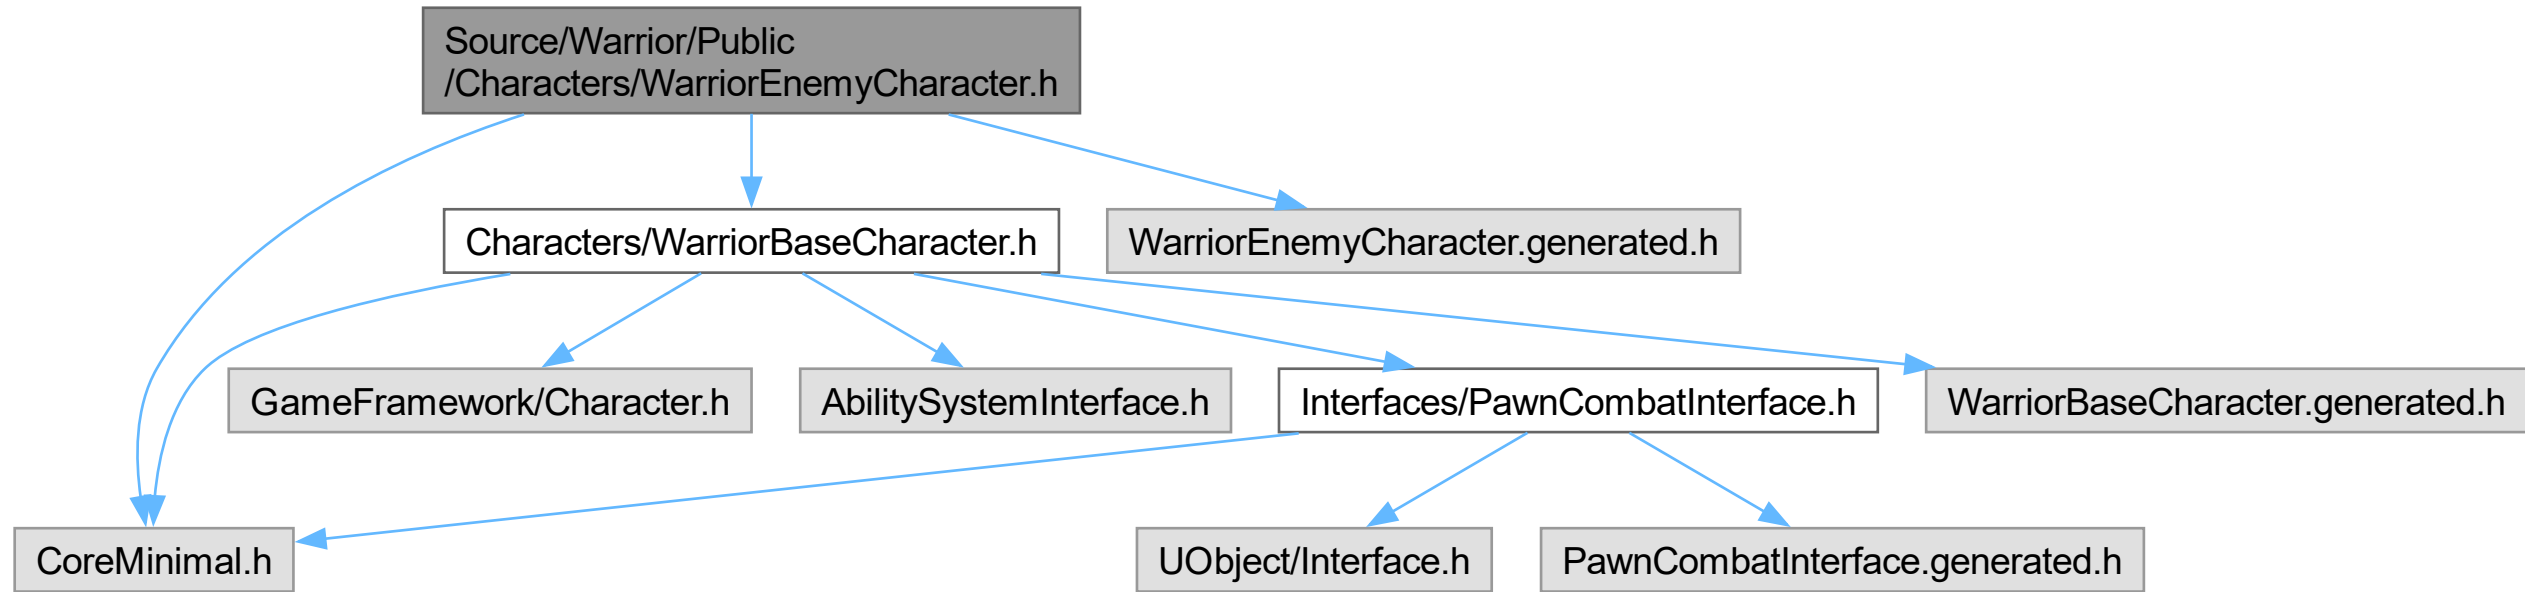 Source/Warrior/Public
/Characters/WarriorEnemyCharacter.h
Characters/WarriorBaseCharacter.h
WarriorEnemyCharacter.generated.h
GameFramework/Character.h
AbilitySystemInterface.h
Interfaces/PawnCombatInterface.h
WarriorBaseCharacter.generated.h
CoreMinimal.h
UObject/Interface.h
PawnCombatInterface.generated.h